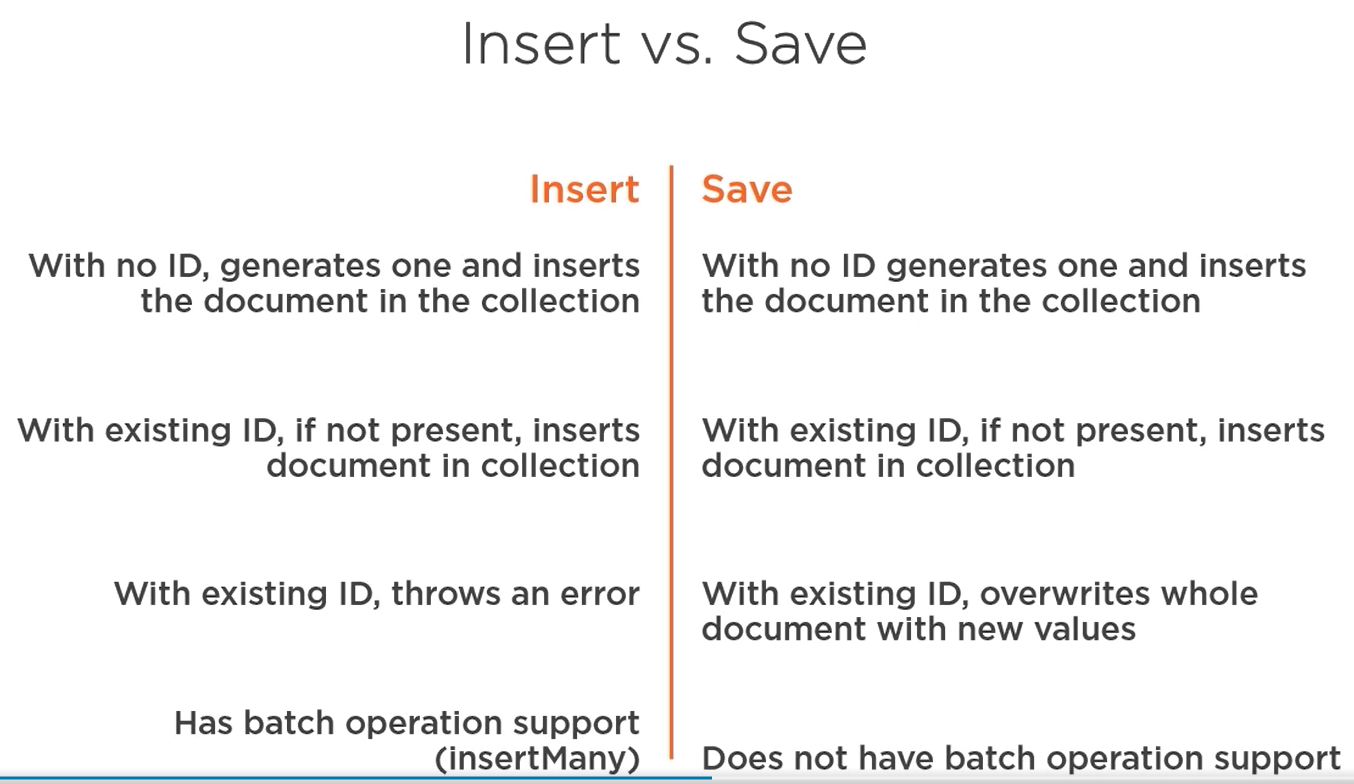 Insert vs. Save
Insert
With no ID, generates one and inserts
the document in the collection
With existing ID, if not present, inserts
document in collection
With existing ID, throws an error
Has batch operation support
(insertMany)
Save
With no ID generates one and inserts
the document in the collection
With existing ID, if not present, inserts
document in collection
With existing ID, overwrites whole
document with new values
Does not have batch operation support